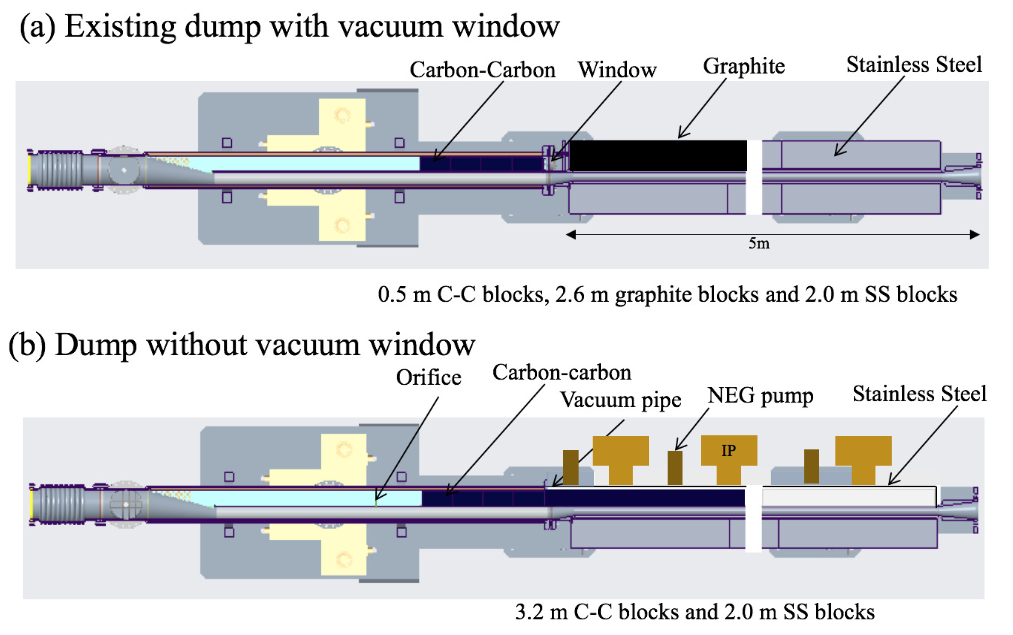 (a) Existing dump with vacuum window
Carbon-Carbon Window Graphite Stainless Steel
5m
0.5 m C-C blocks, 2.6 m graphite blocks and 2.0 m SS blocks
(b) Dump without vacuum window
Orifice Carbon-carbon Vacuum pipe NEG pump Stainless Steel
IP
3.2 m C-C blocks and 2.0 m SS blocks